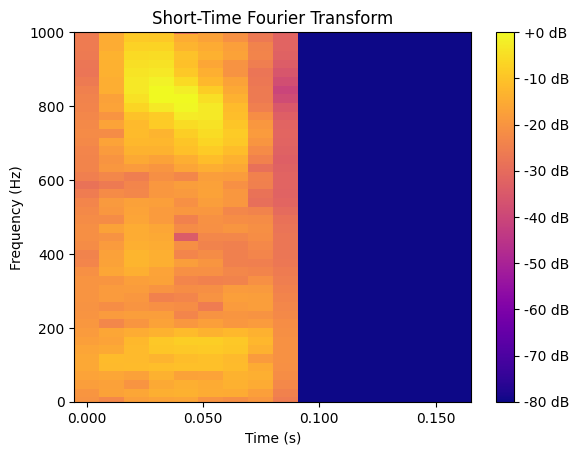 Short-Time Fourier Transform
1000
800
600
400
200
0
Frequency (Hz)
0.000
0.050
0.100
0.150
Time (s)
+0 dB
-10 dB
-20 dB
-30 dB
-40 dB
-50 dB
-60 dB
-70 dB
-80 dB